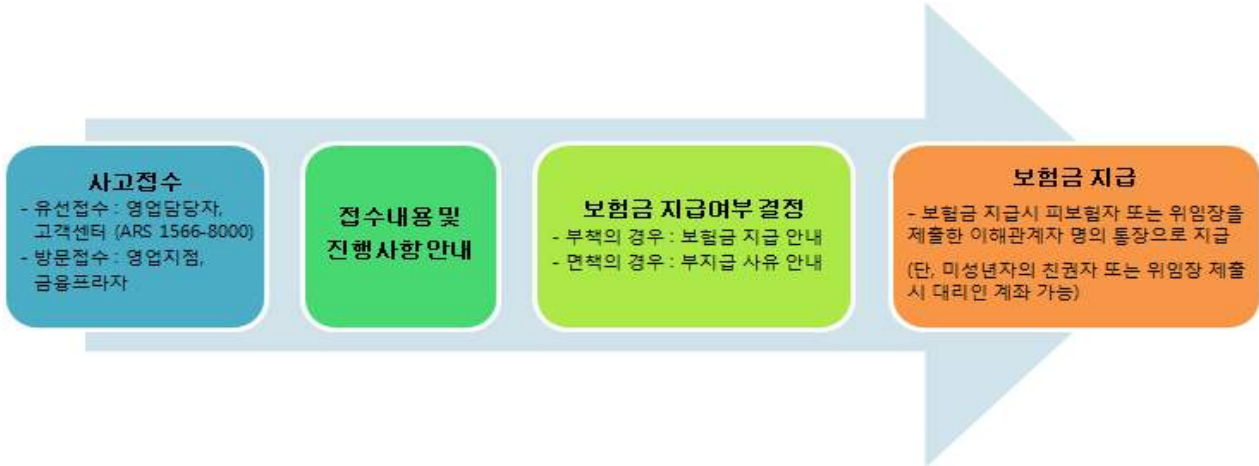 사고접수
- 유선접수 : 영업담당자,
고객센터 (ARS 1566-8000)
- 방문접수 : 영업지점,
금융프라자
접수내용 및
진행사항 안내
보험금 지급여부 결정
- 부책의 경우 : 보험금 지급 안내
- 면책의 경우 : 부지급 사유 안내
보험금 지급
- 보험금 지급시 피보험자 또는 위임장을
제출한 이해관계자 명의 통장으로 지급
(단, 미성년자의 친권자 또는 위임장 제출
시 대리인 계좌 가능)